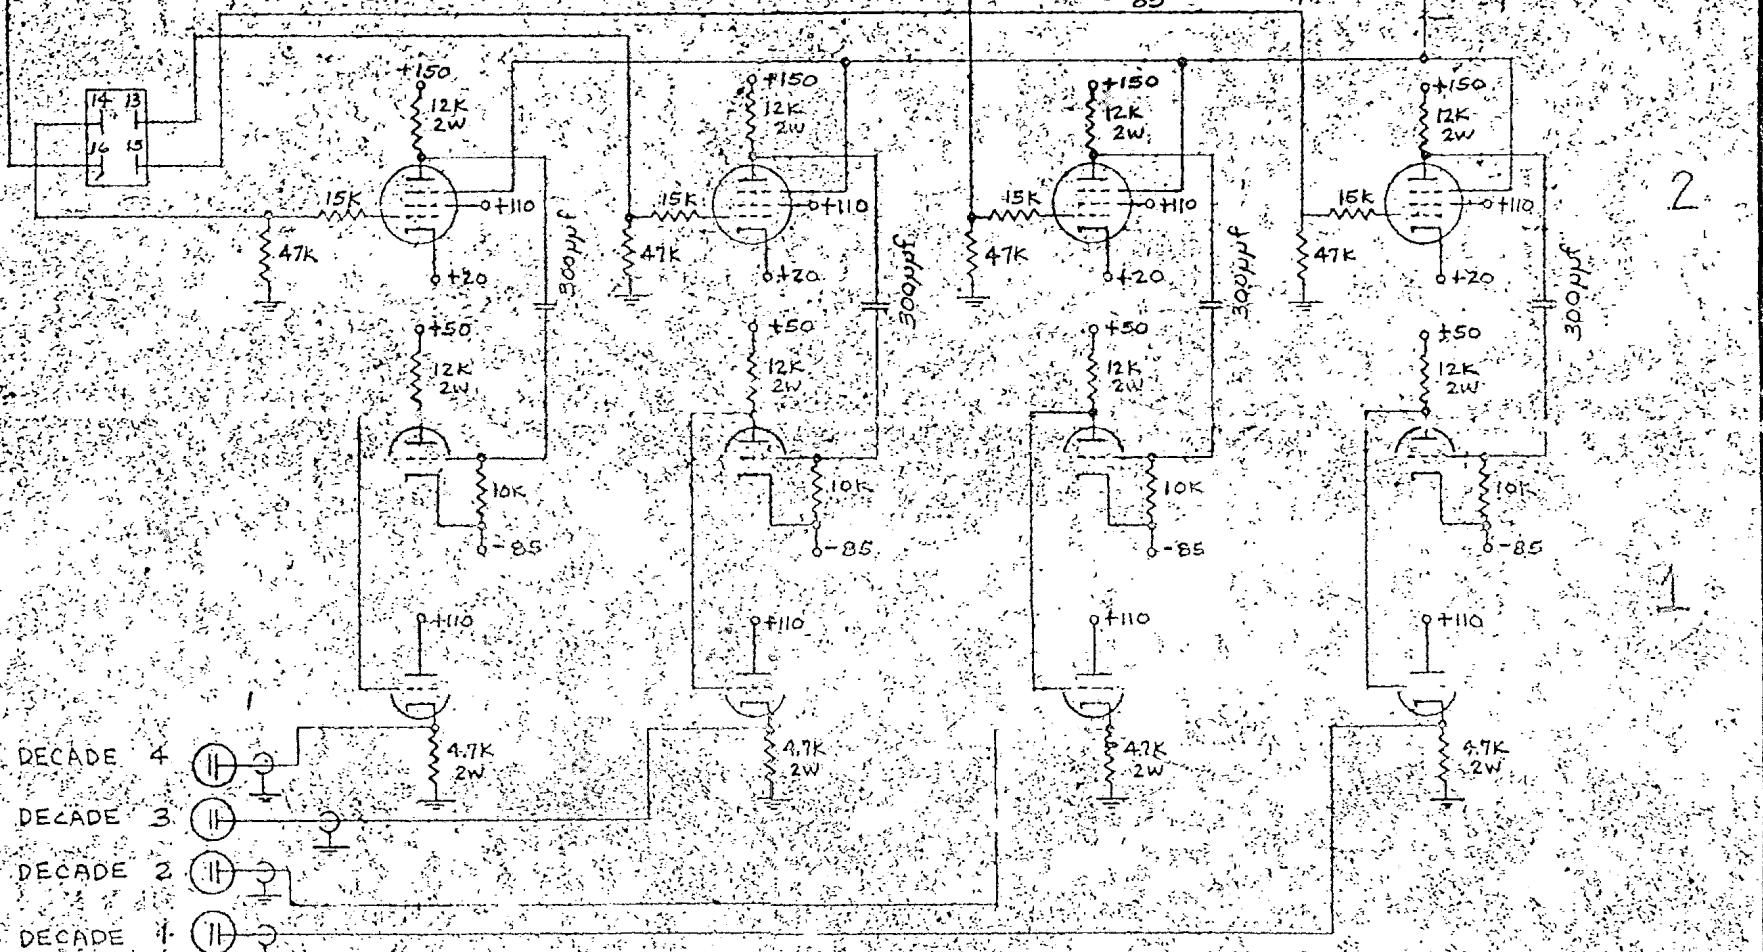 85
+150 +150 +150 +150
12K 12K 12K 12K
2W 2W 2W 2W
14 13
16 15
15K 15K 15K 15K
2
+110 +110 +110 +110
47K 47K 47K 47K
300μμf 300μμf 300μμf 300μμf
+20 +20 +20 +20
+50 +50 +50 +50
12K 12K 12K 12K
2W 2W 2W 2W
10K 10K 10K 10K
-85 -85 -85 -85
1
+110 +110 +110 +110
DECADE 4
4.7K 4.7K 4.7K 4.7K
2W 2W 2W 2W
DECADE 3
DECADE 2
DECADE 1